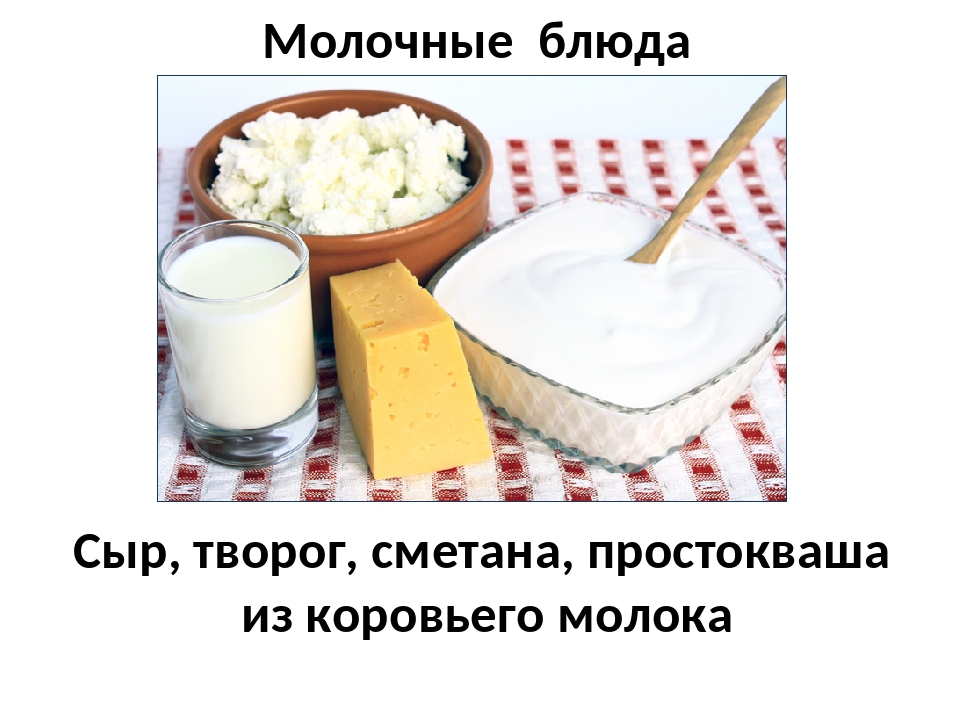 Молочные блюда
Сыр, творог, сметана, простокваша
из коровьего молока